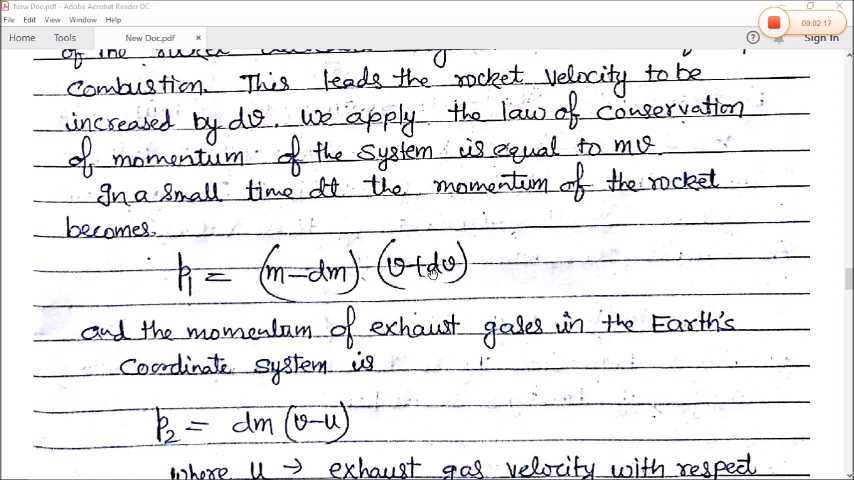 New Doc.pdf - Adobe Acrobat Reader DC
File Edit View Window Help
Home Tools New Doc.pdf × 00:02:17 Sign In
of the
combustion. This leads the rocket velocity to be
increased by dv. We apply the law of conservation
of momentum of the system is equal to mv.
In a small time dt the momentum of the rocket
becomes.
p₁ = (m-dm) (v+dv)
and the momentum of exhaust gases in the Earth's
coordinate system is
p₂ = dm (v-u)
where u → exhaust gas velocity with respect